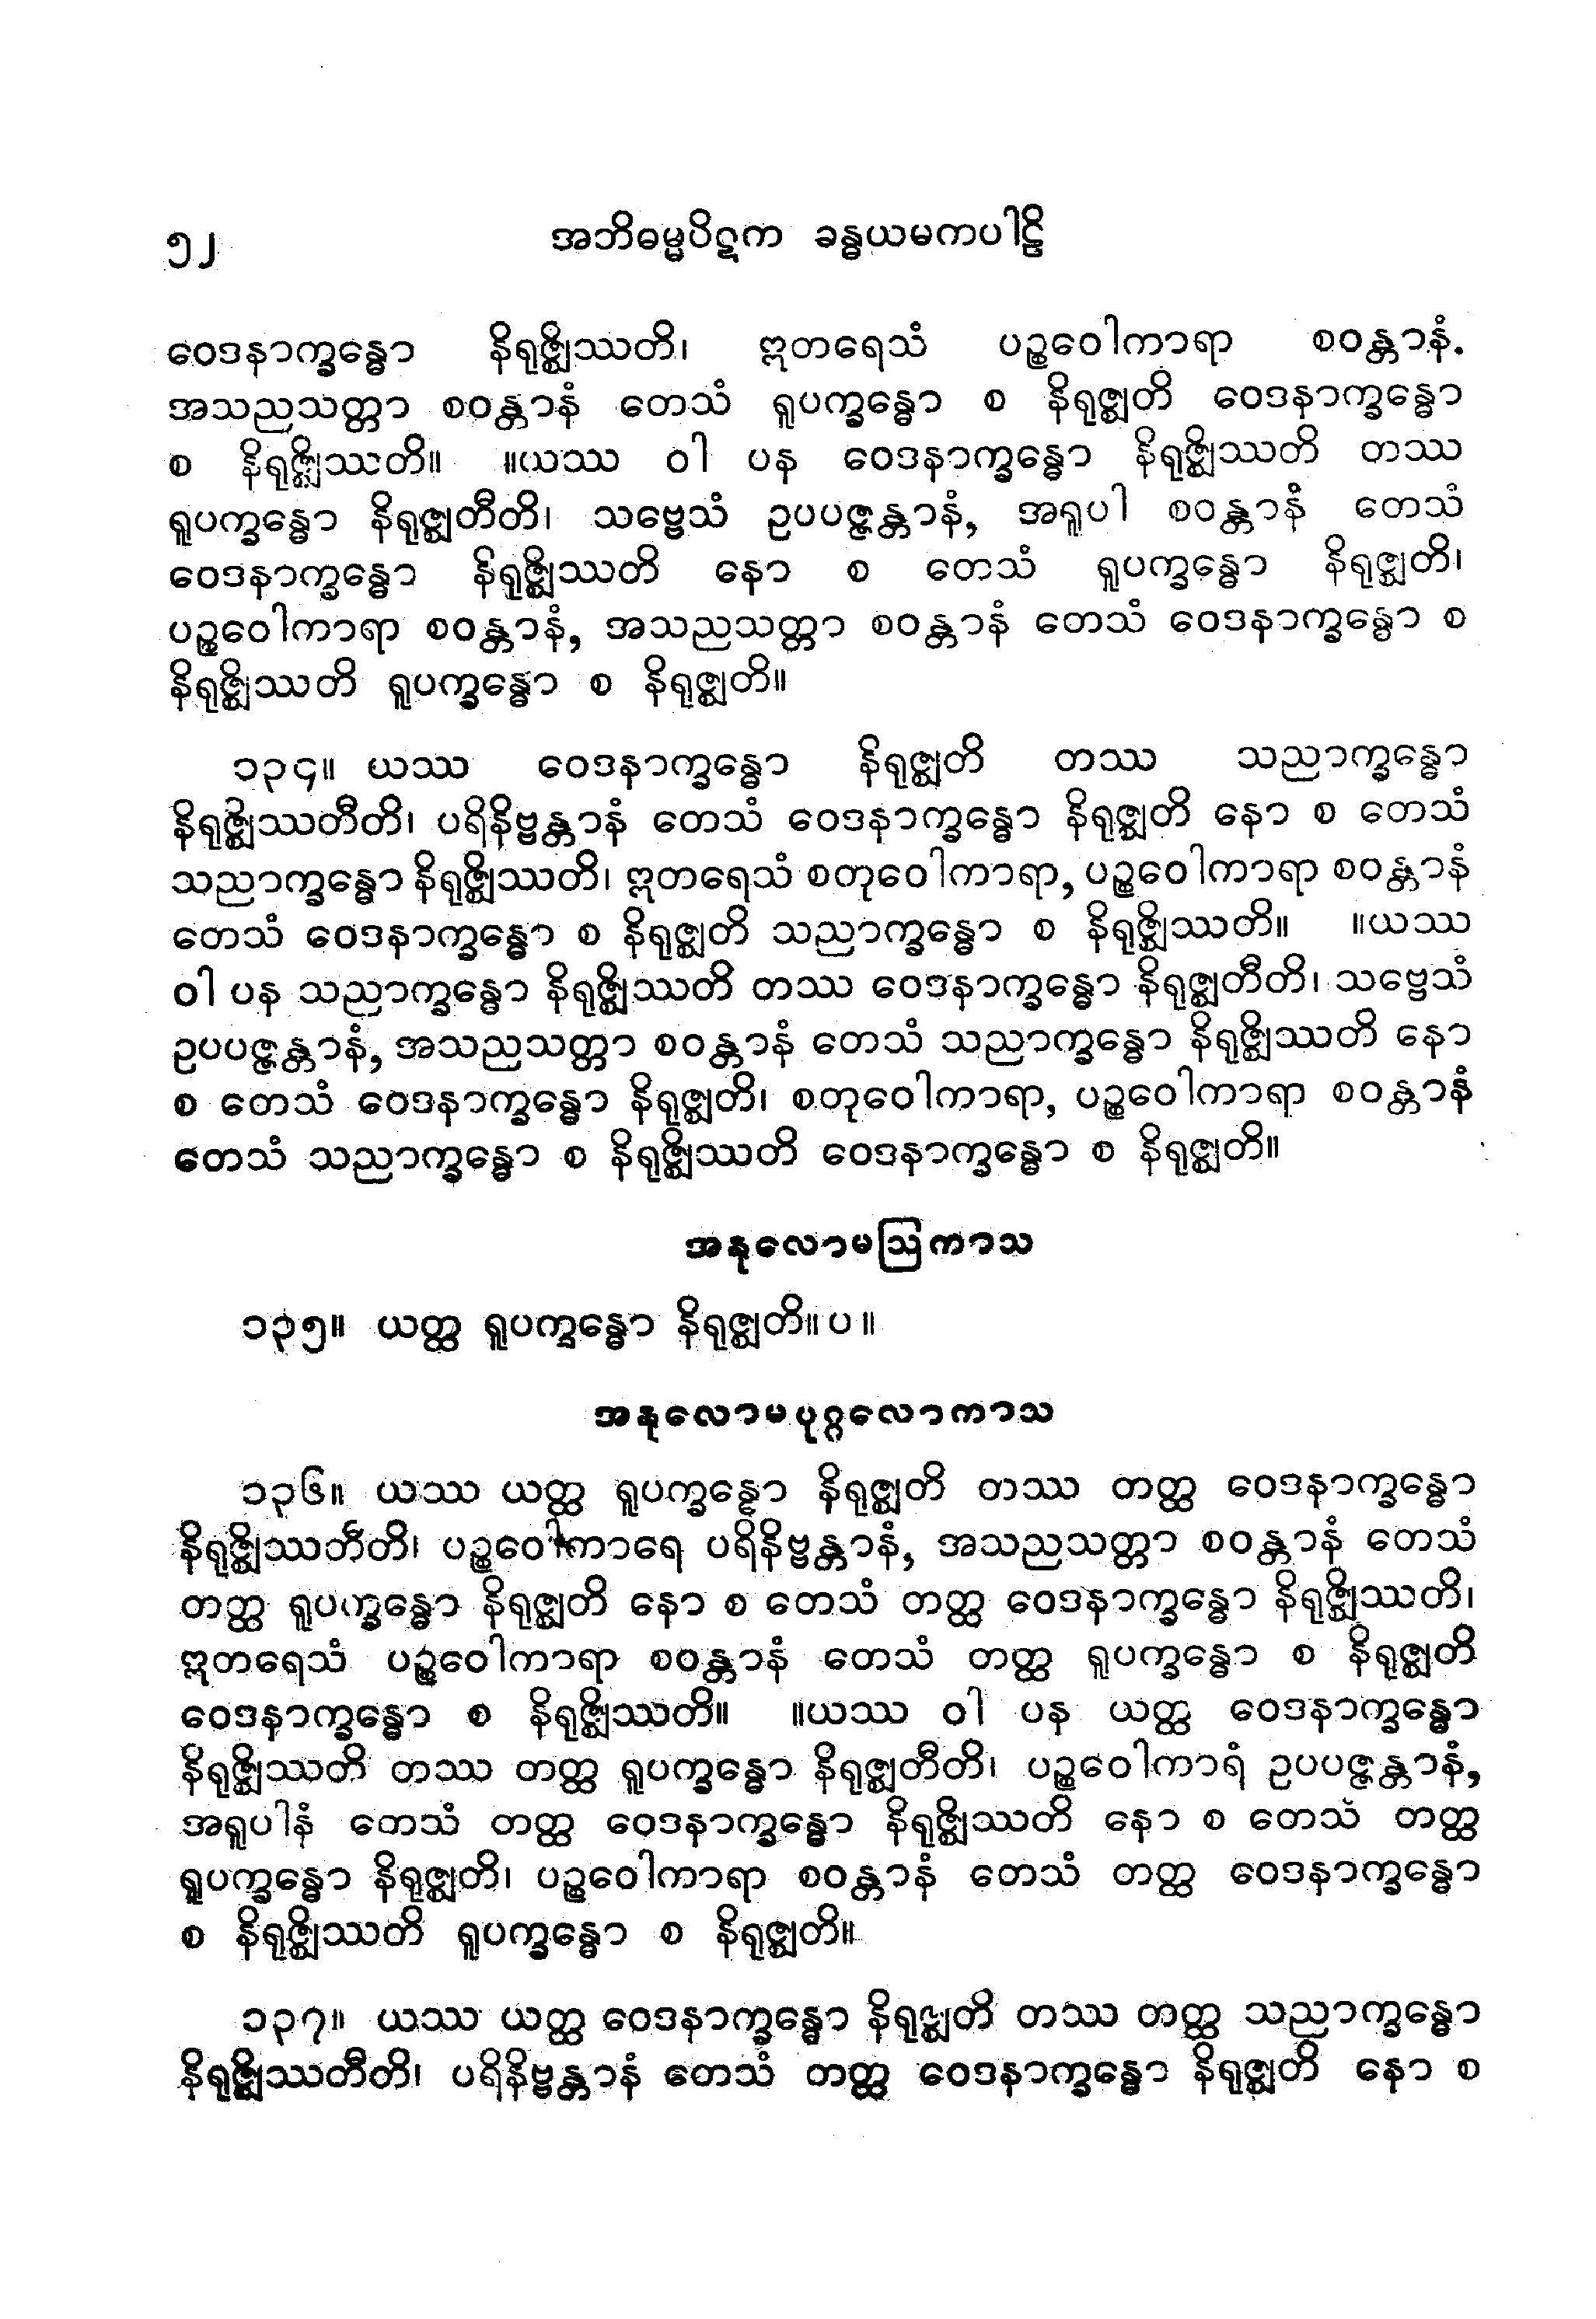 ၅၂ အဘိဓမ္မပိဋက ခန္ဓယမကပါဠိ
ဝေဒနာက္ခန္ဓော နိရုဇ္ဈိဿတိ၊ ဣတရေသံ ပဉ္စဝေါကာရာ စဝန္တာနံ.
အသညသတ္တာ စဝန္တာနံ တေသံ ရူပက္ခန္ဓော စ နိရုဇ္ဈတိ ဝေဒနာက္ခန္ဓော
စ နိရုဇ္ဈိဿတိ။ ။ယဿ ဝါ ပန ဝေဒနာက္ခန္ဓော နိရုဇ္ဈိဿတိ တဿ
ရူပက္ခန္ဓော နိရုဇ္ဈတီတိ၊ သဗ္ဗေသံ ဥပပဇ္ဇန္တာနံ, အရူပါ စဝန္တာနံ တေသံ
ဝေဒနာက္ခန္ဓော နိရုဇ္ဈိဿတိ နော စ တေသံ ရူပက္ခန္ဓော နိရုဇ္ဈတိ၊
ပဉ္စဝေါကာရာ စဝန္တာနံ, အသညသတ္တာ စဝန္တာနံ တေသံ ဝေဒနာက္ခန္ဓော စ
နိရုဇ္ဈိဿတိ ရူပက္ခန္ဓော စ နိရုဇ္ဈတိ။
၁၃၄။ ယဿ ဝေဒနာက္ခန္ဓော နိရုဇ္ဈတိ တဿ သညာက္ခန္ဓော
နိရုဇ္ဈိဿတီတိ၊ ပရိနိဗ္ဗန္တာနံ တေသံ ဝေဒနာက္ခန္ဓော နိရုဇ္ဈတိ နော စ တေသံ
သညာက္ခန္ဓော နိရုဇ္ဈိဿတိ၊ ဣတရေသံ စတုဝေါကာရာ, ပဉ္စဝေါကာရာ စဝန္တာနံ
တေသံ ဝေဒနာက္ခန္ဓော စ နိရုဇ္ဈတိ သညာက္ခန္ဓော စ နိရုဇ္ဈိဿတိ။ ။ယဿ
ဝါ ပန သညာက္ခန္ဓော နိရုဇ္ဈိဿတိ တဿ ဝေဒနာက္ခန္ဓော နိရုဇ္ဈတီတိ၊ သဗ္ဗေသံ
ဥပပဇ္ဇန္တာနံ, အသညသတ္တာ စဝန္တာနံ တေသံ သညာက္ခန္ဓော နိရုဇ္ဈိဿတိ နော
စ တေသံ ဝေဒနာက္ခန္ဓော နိရုဇ္ဈတိ၊ စတုဝေါကာရာ, ပဉ္စဝေါကာရာ စဝန္တာနံ
တေသံ သညာက္ခန္ဓော စ နိရုဇ္ဈိဿတိ ဝေဒနာက္ခန္ဓော စ နိရုဇ္ဈတိ။
အနုလောမဩကာသ
၁၃၅။ ယတ္ထ ရူပက္ခန္ဓော နိရုဇ္ဈတိ။ပ။
အနုလောမပုဂ္ဂလောကာသ
၁၃၆။ ယဿ ယတ္ထ ရူပက္ခန္ဓော နိရုဇ္ဈတိ တဿ တတ္ထ ဝေဒနာက္ခန္ဓော
နိရုဇ္ဈိဿတီတိ၊ ပဉ္စဝေါကာရေ ပရိနိဗ္ဗန္တာနံ, အသညသတ္တာ စဝန္တာနံ တေသံ
တတ္ထ ရူပက္ခန္ဓော နိရုဇ္ဈတိ နော စ တေသံ တတ္ထ ဝေဒနာက္ခန္ဓော နိရုဇ္ဈိဿတိ၊
ဣတရေသံ ပဉ္စဝေါကာရာ စဝန္တာနံ တေသံ တတ္ထ ရူပက္ခန္ဓော စ နိရုဇ္ဈတိ
ဝေဒနာက္ခန္ဓော စ နိရုဇ္ဈိဿတိ။ ။ယဿ ဝါ ပန ယတ္ထ ဝေဒနာက္ခန္ဓော
နိရုဇ္ဈိဿတိ တဿ တတ္ထ ရူပက္ခန္ဓော နိရုဇ္ဈတီတိ၊ ပဉ္စဝေါကာရံ ဥပပဇ္ဇန္တာနံ,
အရူပါနံ တေသံ တတ္ထ ဝေဒနာက္ခန္ဓော နိရုဇ္ဈိဿတိ နော စ တေသံ တတ္ထ
ရူပက္ခန္ဓော နိရုဇ္ဈတိ၊ ပဉ္စဝေါကာရာ စဝန္တာနံ တေသံ တတ္ထ ဝေဒနာက္ခန္ဓော
စ နိရုဇ္ဈိဿတိ ရူပက္ခန္ဓော စ နိရုဇ္ဈတိ။
၁၃၇။ ယဿ ယတ္ထ ဝေဒနာက္ခန္ဓော နိရုဇ္ဈတိ တဿ တတ္ထ သညာက္ခန္ဓော
နိရုဇ္ဈိဿတီတိ၊ ပရိနိဗ္ဗန္တာနံ တေသံ တတ္ထ ဝေဒနာက္ခန္ဓော နိရုဇ္ဈတိ နော စ